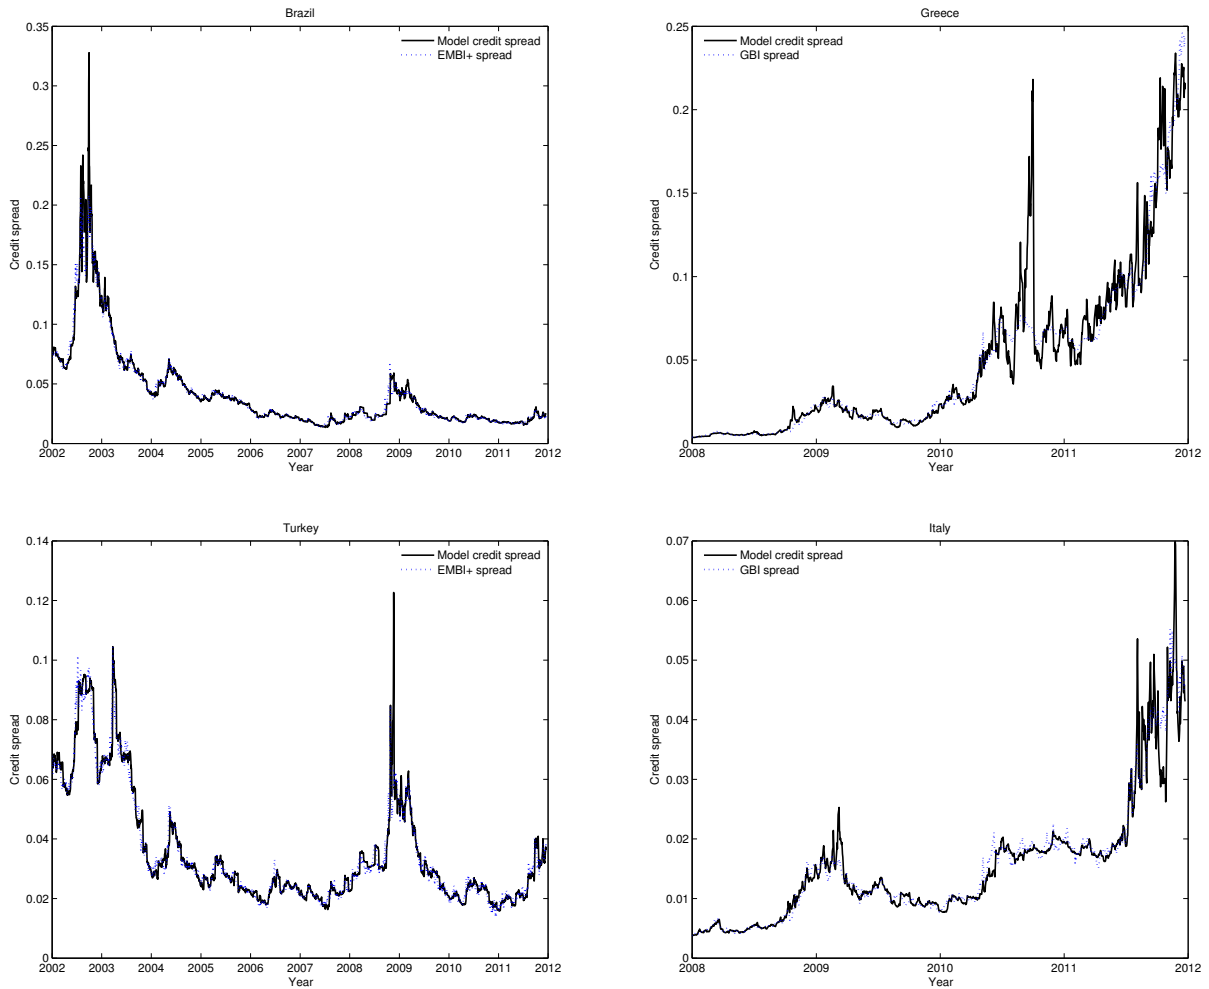 Brazil
0.35
0.3
0.25
0.2
0.15
0.1
0.05
0
Credit spread
Model credit spread
EMBI+ spread
2002 2003 2004 2005 2006 2007 2008 2009 2010 2011 2012
Year
Greece
0.25
0.2
0.15
0.1
0.05
0
Credit spread
Model credit spread
GBI spread
2008 2009 2010 2011 2012
Year
Turkey
0.14
0.12
0.1
0.08
0.06
0.04
0.02
0
Credit spread
Model credit spread
EMBI+ spread
2002 2003 2004 2005 2006 2007 2008 2009 2010 2011 2012
Year
Italy
0.07
0.06
0.05
0.04
0.03
0.02
0.01
0
Credit spread
Model credit spread
GBI spread
2008 2009 2010 2011 2012
Year